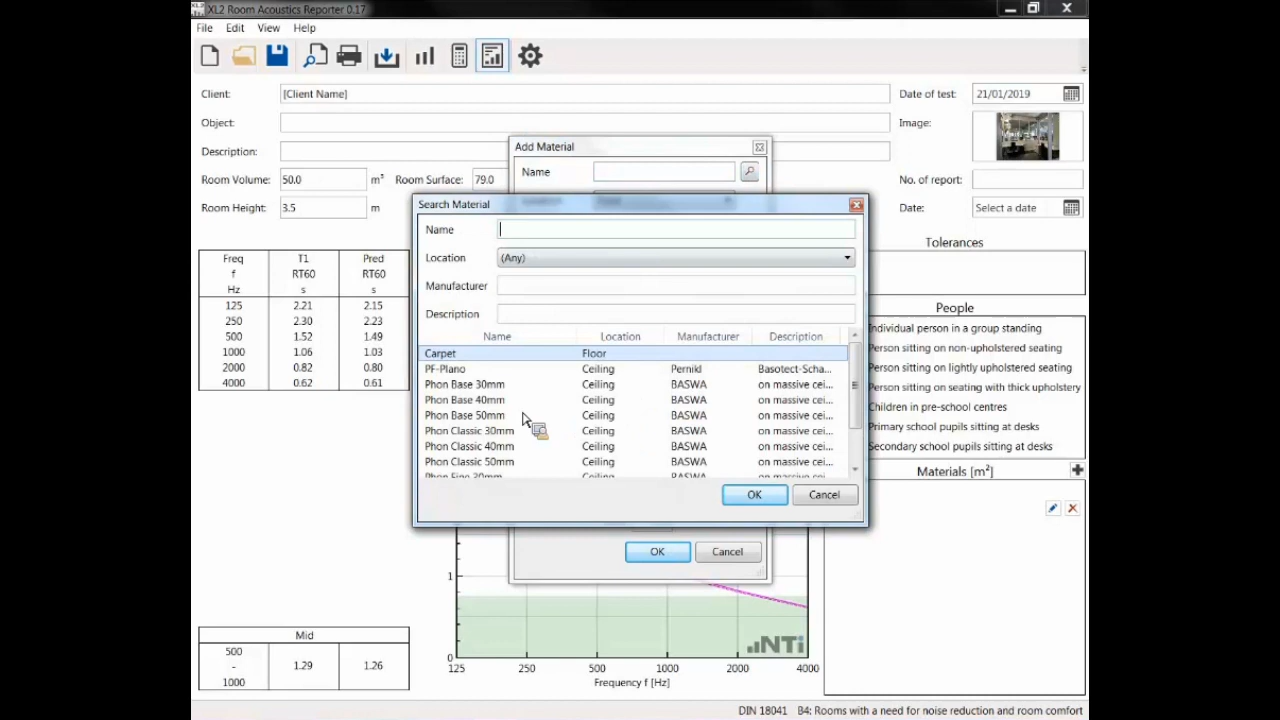 XL2 Room Acoustics Reporter 0.17
File Edit View Help
Client: [Client Name] Date of test: 21/01/2019
Object: Image:
Description:
Room Volume: 50.0 m³ Room Surface: 79.0 No. of report:
Room Height: 3.5 m Date: Select a date
Add Material
Name
Search Material
Name
Location (Any)
Manufacturer
Description
Name Location Manufacturer Description
Carpet Floor
PF-Plano Ceiling Pernikl Basotect-Scha...
Phon Base 30mm Ceiling BASWA on massive cei...
Phon Base 40mm Ceiling BASWA on massive cei...
Phon Base 50mm Ceiling BASWA on massive cei...
Phon Classic 30mm Ceiling BASWA on massive cei...
Phon Classic 40mm Ceiling BASWA on massive cei...
Phon Classic 50mm Ceiling BASWA on massive cei...
Phon Fine 30mm Ceiling BASWA on massive cei...
OK Cancel
OK Cancel
Freq T1 Pred
f RT60 RT60
Hz s s
125 2.21 2.15
250 2.30 2.23
500 1.52 1.49
1000 1.06 1.03
2000 0.82 0.80
4000 0.62 0.61
Tolerances
People
Individual person in a group standing
Person sitting on non-upholstered seating
Person sitting on lightly upholstered seating
Person sitting on seating with thick upholstery
Children in pre-school centres
Primary school pupils sitting at desks
Secondary school pupils sitting at desks
Materials [m²]
Mid
500
- 1.29 1.26
1000
1
0
NTi
125 250 500 1000 2000 4000
Frequency f [Hz]
DIN 18041 B4: Rooms with a need for noise reduction and room comfort